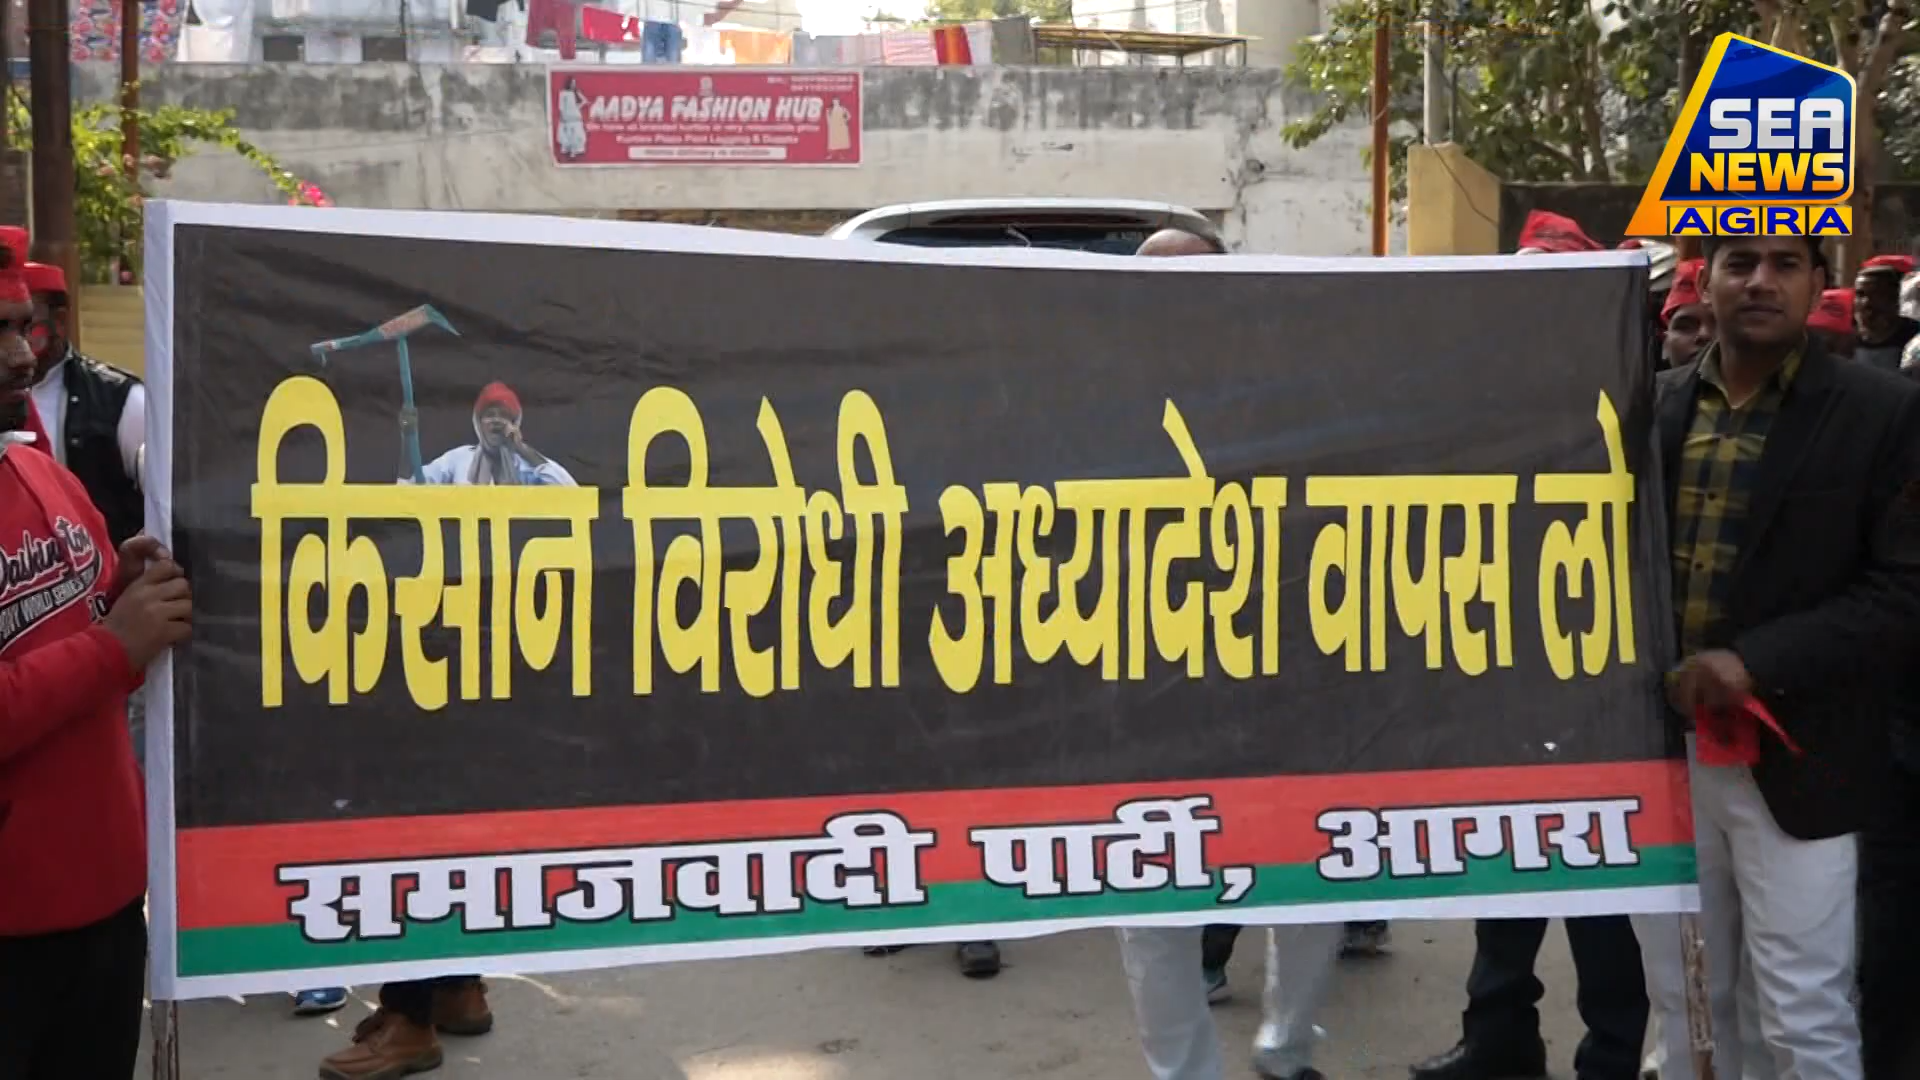 AADYA FASHION HUB
SEA
NEWS
AGRA
किसान विरोधी अध्यादेश वापस लो
समाजवादी पार्टी, आगरा